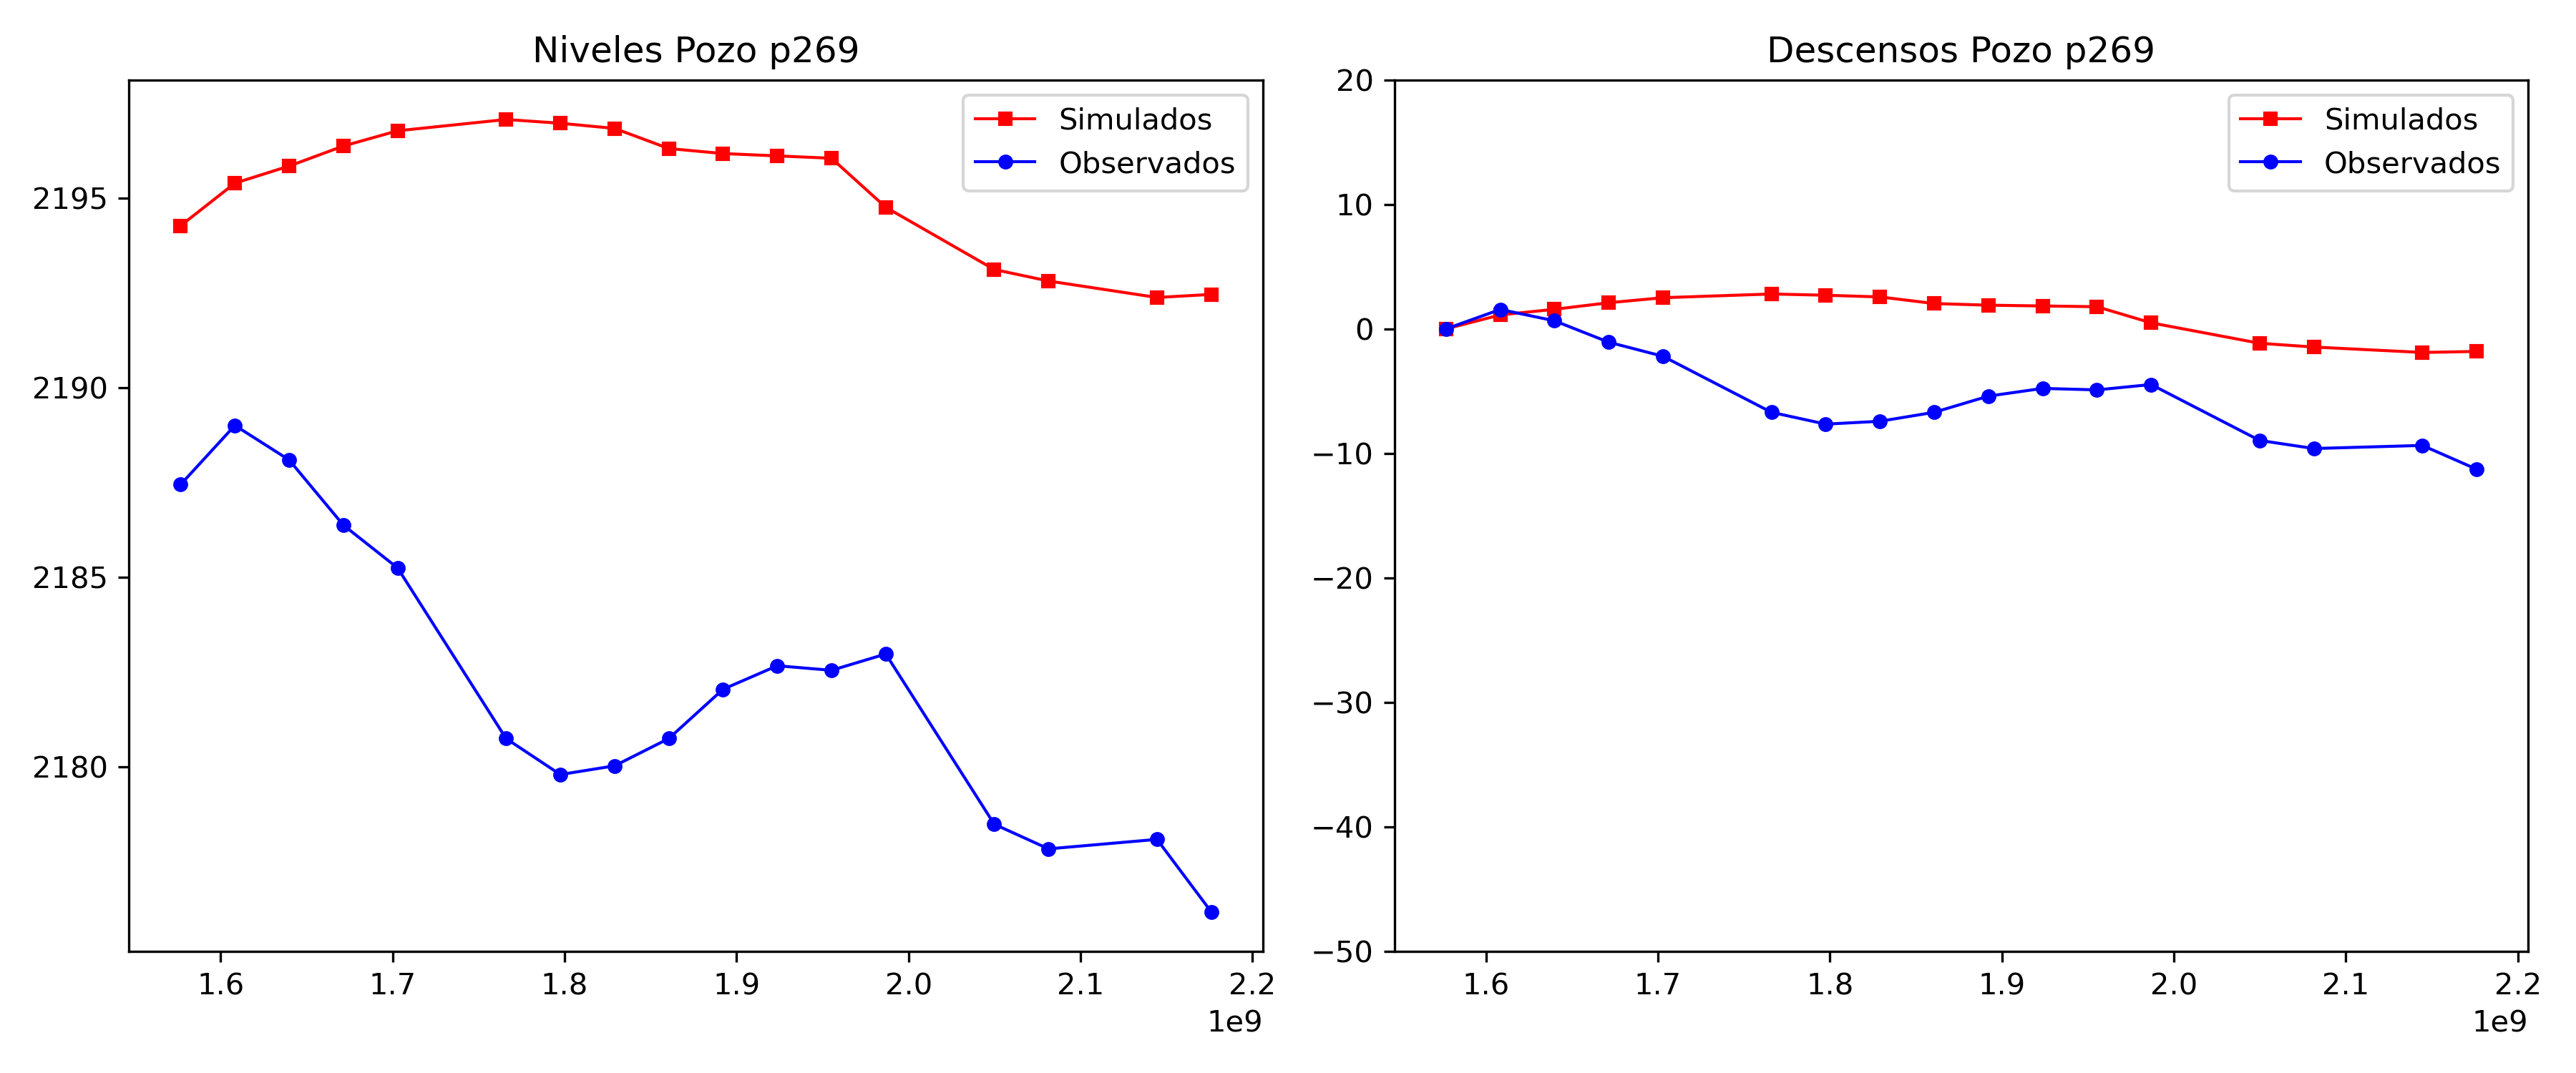 Niveles Pozo p269
Simulados
Observados
2195
2190
2185
2180
1.6 1.7 1.8 1.9 2.0 2.1 2.2
1e9
Descensos Pozo p269
Simulados
Observados
20
10
0
−10
−20
−30
−40
−50
1.6 1.7 1.8 1.9 2.0 2.1 2.2
1e9